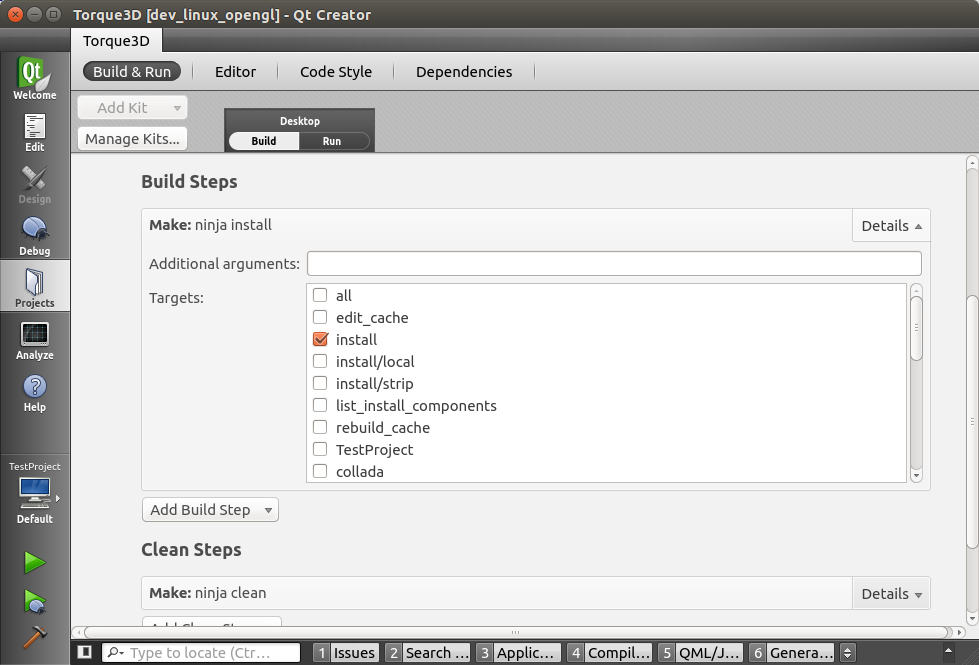 Torque3D [dev_linux_opengl] - Qt Creator
Torque3D
Qt
Welcome
Edit
Design
Debug
Projects
Analyze
Help
TestProject
Default
Build & Run
Editor
Code Style
Dependencies
Add Kit
Manage Kits...
Desktop
Build
Run
Build Steps
Make: ninja install
Details
Additional arguments:
Targets:
all
edit_cache
install
install/local
install/strip
list_install_components
rebuild_cache
TestProject
collada
Add Build Step
Clean Steps
Make: ninja clean
Details
Type to locate (Ctr...
1 Issues
2 Search ...
3 Applic...
4 Compil...
5 QML/J...
6 Genera...